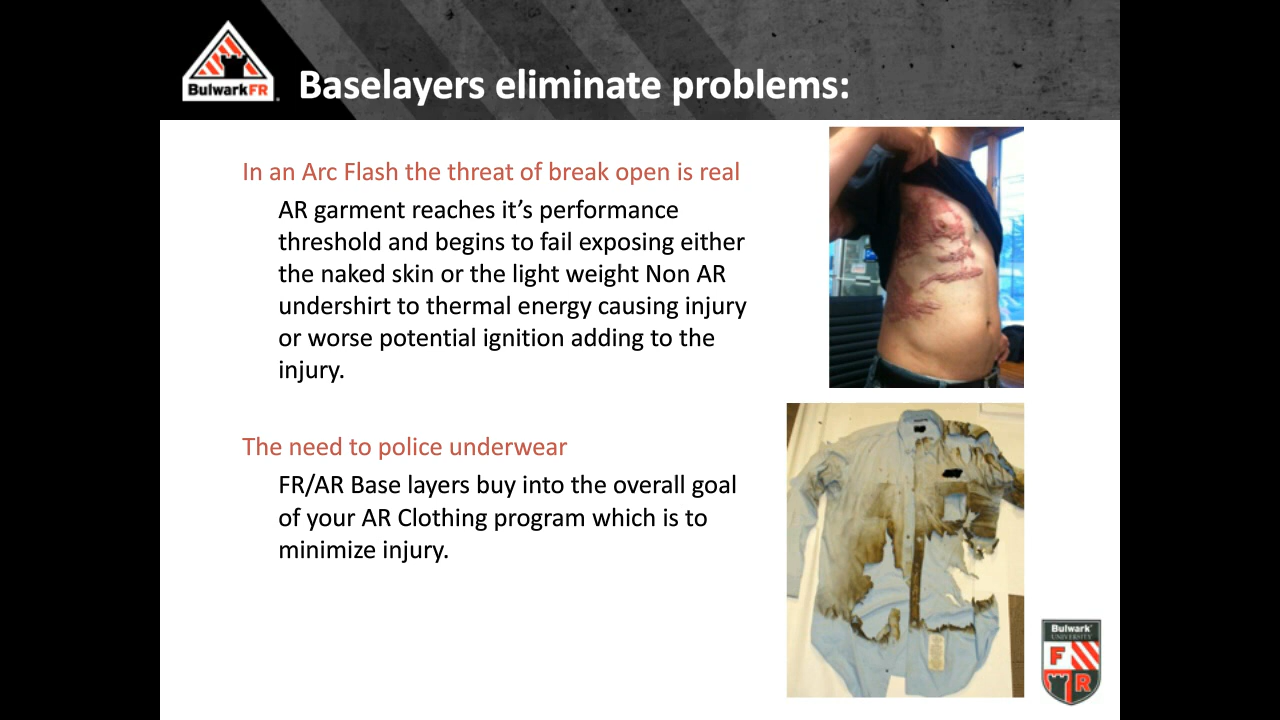 BulwarkFR
Baselayers eliminate problems:
In an Arc Flash the threat of break open is real
AR garment reaches it’s performance
threshold and begins to fail exposing either
the naked skin or the light weight Non AR
undershirt to thermal energy causing injury
or worse potential ignition adding to the
injury.
The need to police underwear
FR/AR Base layers buy into the overall goal
of your AR Clothing program which is to
minimize injury.
Bulwark
UNIVERSITY
F
R